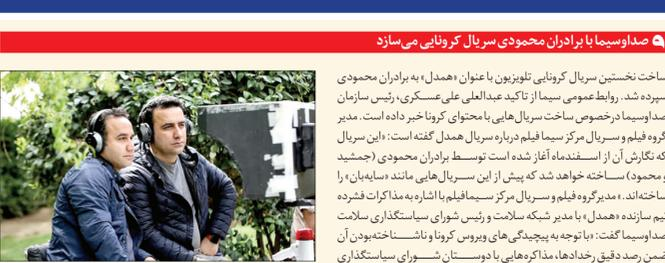 صداوسیما با برادران محمودی سریال کرونایی می‌سازد
ساخت نخستین سریال کرونایی تلویزیون با عنوان «همدل» به برادران محمودی
سپرده شد. روابط‌عمومی سیما از تاکید عبدالعلی علی‌عسکری، رئیس سازمان
صداوسیما درخصوص ساخت سریال‌هایی با محتوای کرونا خبر داده است. مدیر
گروه فیلم و سریال مرکز سیما فیلم درباره سریال همدل گفته است: «این سریال
که نگارش آن از اسفندماه آغاز شده است توسط برادران محمودی (جمشید
و محمود) ساخته خواهد شد که پیش از این سریال‌هایی مانند «سایه‌بان» را
ساخته‌اند. » مدیر گروه فیلم و سریال مرکز سیمافیلم با اشاره به مذاکرات فشرده
تیم سازنده «همدل» با مدیر شبکه سلامت و رئیس شورای سیاستگذاری سلامت
صداوسیما گفت: «با توجه به پیچیدگی‌های ویروس کرونا و ناشناخته‌بودن آن
ضمن رصد دقیق رخدادها، مذاکره‌هایی با دوستان شورای سیاستگذاری